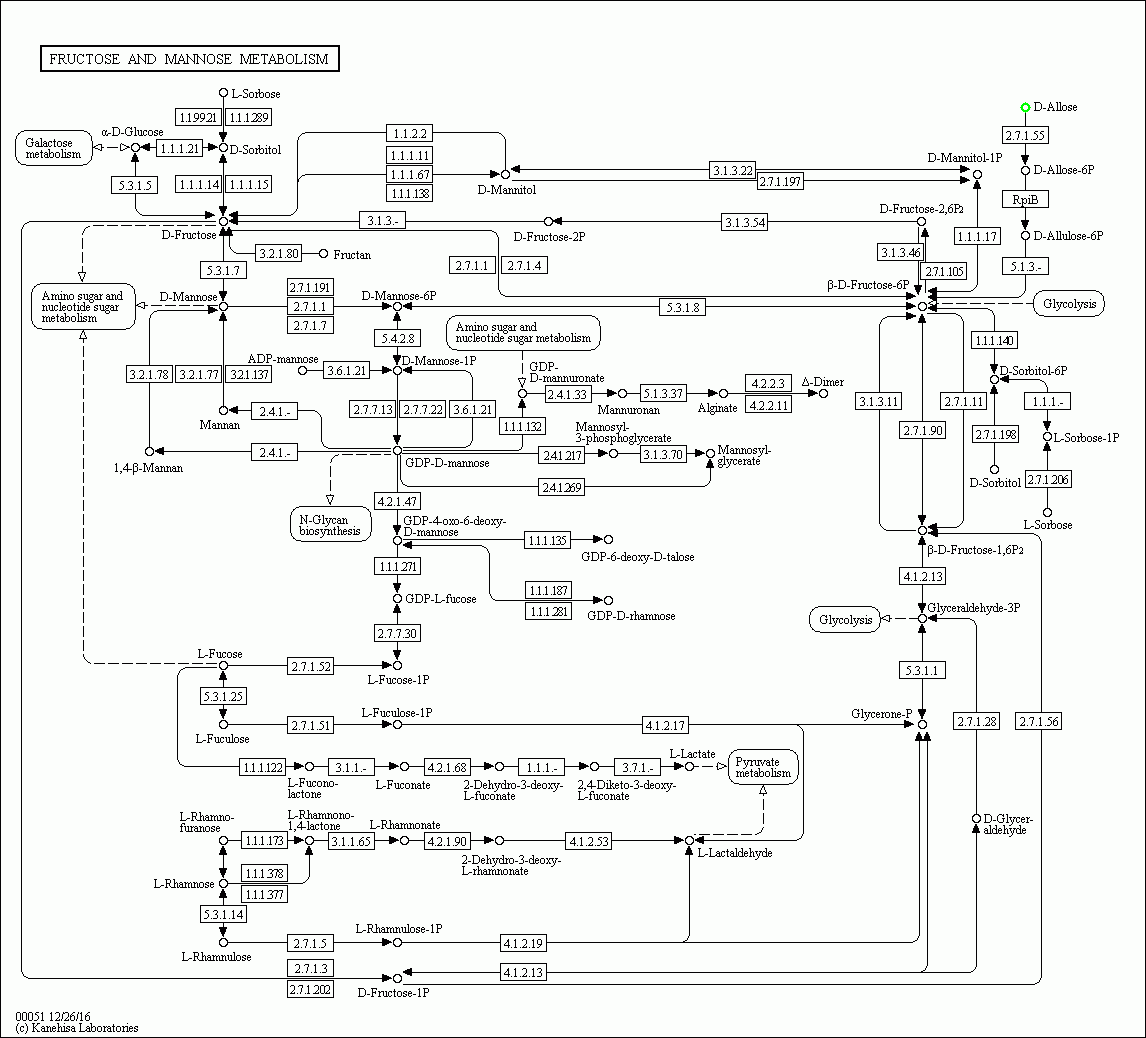 FRUCTOSE AND MANNOSE METABOLISM
L-Sorbose
1.1.99.21
1.1.1.289
α-D-Glucose
Galactose
metabolism
1.1.1.21
D-Sorbitol
5.3.1.5
1.1.1.14
1.1.1.15
1.1.2.2
1.1.1.11
1.1.1.67
1.1.1.138
D-Mannitol
3.1.3.22
2.7.1.197
D-Mannitol-1P
D-Allose
2.7.1.55
D-Allose-6P
RpiB
D-Allulose-6P
5.1.3.-
1.1.1.17
D-Fructose
3.1.3.-
D-Fructose-2P
3.1.3.54
D-Fructose-2,6P2
3.1.3.46
2.7.1.105
3.2.1.80
Fructan
5.3.1.7
2.7.1.1
2.7.1.4
β-D-Fructose-6P
Glycolysis
Amino sugar and
nucleotide sugar
metabolism
D-Mannose
2.7.1.191
2.7.1.1
2.7.1.7
D-Mannose-6P
5.3.1.8
5.4.2.8
Amino sugar and
nucleotide sugar metabolism
ADP-mannose
3.6.1.21
D-Mannose-1P
GDP-
D-mannuronate
3.2.1.78
3.2.1.77
3.2.1.137
2.4.1.33
Mannuronan
5.1.3.37
Alginate
4.2.2.3
4.2.2.11
Δ-Dimer
1.1.1.140
D-Sorbitol-6P
3.1.3.11
2.7.1.11
1.1.1.-
Mannan
2.4.1.-
2.7.7.13
2.7.7.22
3.6.1.21
1.1.1.132
Mannosyl-
3-phosphoglycerate
2.7.1.90
2.7.1.198
L-Sorbose-1P
1,4-β-Mannan
2.4.1.-
GDP-D-mannose
2.4.1.217
3.1.3.70
Mannosyl-
glycerate
2.4.1.269
D-Sorbitol
2.7.1.206
L-Sorbose
N-Glycan
biosynthesis
4.2.1.47
GDP-4-oxo-6-deoxy-
D-mannose
1.1.1.135
GDP-6-deoxy-D-talose
β-D-Fructose-1,6P2
1.1.1.271
4.1.2.13
1.1.1.187
1.1.1.281
GDP-D-rhamnose
GDP-L-fucose
Glycolysis
Glyceraldehyde-3P
2.7.7.30
L-Fucose
2.7.1.52
L-Fucose-1P
5.3.1.1
5.3.1.25
L-Fuculose
2.7.1.51
L-Fuculose-1P
4.1.2.17
Glycerone-P
2.7.1.28
2.7.1.56
1.1.1.122
L-Fucono-
lactone
3.1.1.-
L-Fuconate
4.2.1.68
2-Dehydro-3-deoxy-
L-fuconate
1.1.1.-
2,4-Diketo-3-deoxy-
L-fuconate
3.7.1.-
L-Lactate
Pyruvate
metabolism
L-Rhamno-
furanose
1.1.1.173
L-Rhamnono-
1,4-lactone
3.1.1.65
L-Rhamnonate
4.2.1.90
2-Dehydro-3-deoxy-
L-rhamnonate
4.1.2.53
L-Lactaldehyde
D-Glycer-
aldehyde
L-Rhamnose
1.1.1.378
1.1.1.377
5.3.1.14
L-Rhamnulose
2.7.1.5
L-Rhamnulose-1P
4.1.2.19
2.7.1.3
2.7.1.202
D-Fructose-1P
4.1.2.13
00051 12/26/16
(c) Kanehisa Laboratories